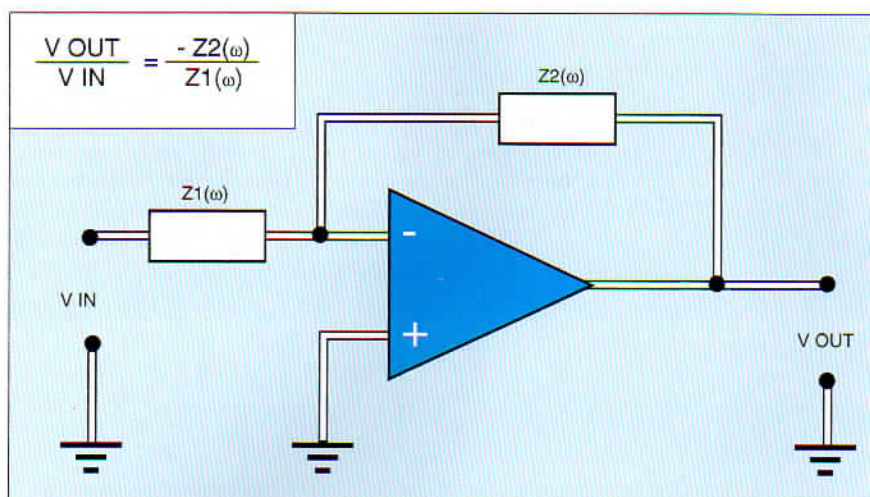 V OUT = - Z2(ω)
V IN Z1(ω)
Z2(ω)
Z1(ω)
-
V IN
+
V OUT